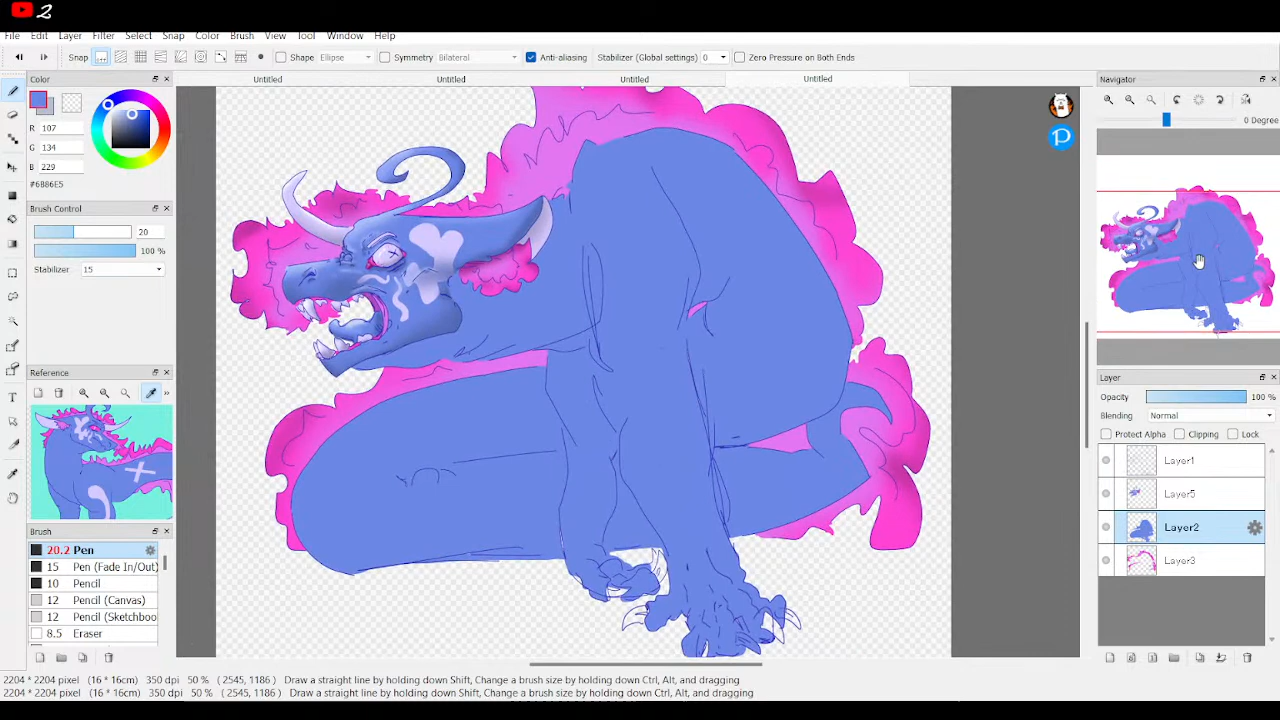 2
File Edit Layer Filter Select Snap Color Brush View Tool Window Help
Snap Shape Ellipse Symmetry Bilateral Anti-aliasing Stabilizer (Global settings) 0 Zero Pressure on Both Ends
Color
Untitled Untitled Untitled Untitled
Navigator
R 107
G 134
B 229
#6B86E5
0 Degree
Brush Control
20
100 %
Stabilizer 15
Reference
Layer
Opacity 100 %
Blending Normal
Protect Alpha Clipping Lock
Layer1
Layer5
Layer2
Layer3
Brush
20.2 Pen
15 Pen (Fade In/Out)
10 Pencil
12 Pencil (Canvas)
12 Pencil (Sketchboo
8.5 Eraser
2204 * 2204 pixel (16 * 16cm) 350 dpi 50 % ( 2545, 1186 ) Draw a straight line by holding down Shift, Change a brush size by holding down Ctrl, Alt, and dragging
2204 * 2204 pixel (16 * 16cm) 350 dpi 50 % ( 2545, 1186 ) Draw a straight line by holding down Shift, Change a brush size by holding down Ctrl, Alt, and dragging